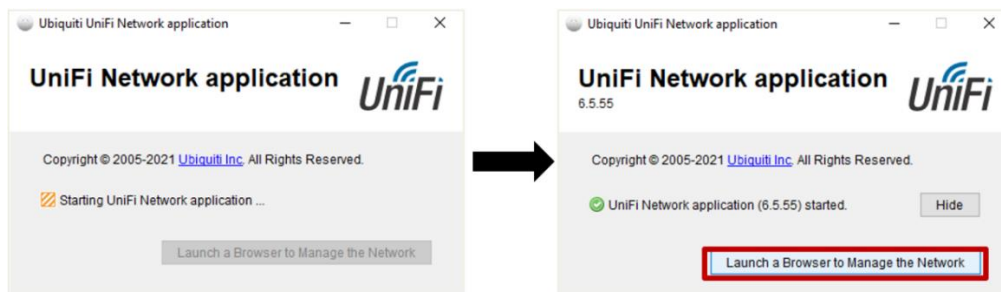 Ubiquiti UniFi Network application
UniFi Network application
UniFi
Copyright © 2005-2021 Ubiquiti Inc. All Rights Reserved.
Starting UniFi Network application ...
Launch a Browser to Manage the Network
Ubiquiti UniFi Network application
UniFi Network application
6.5.55
UniFi
Copyright © 2005-2021 Ubiquiti Inc. All Rights Reserved.
UniFi Network application (6.5.55) started.
Hide
Launch a Browser to Manage the Network